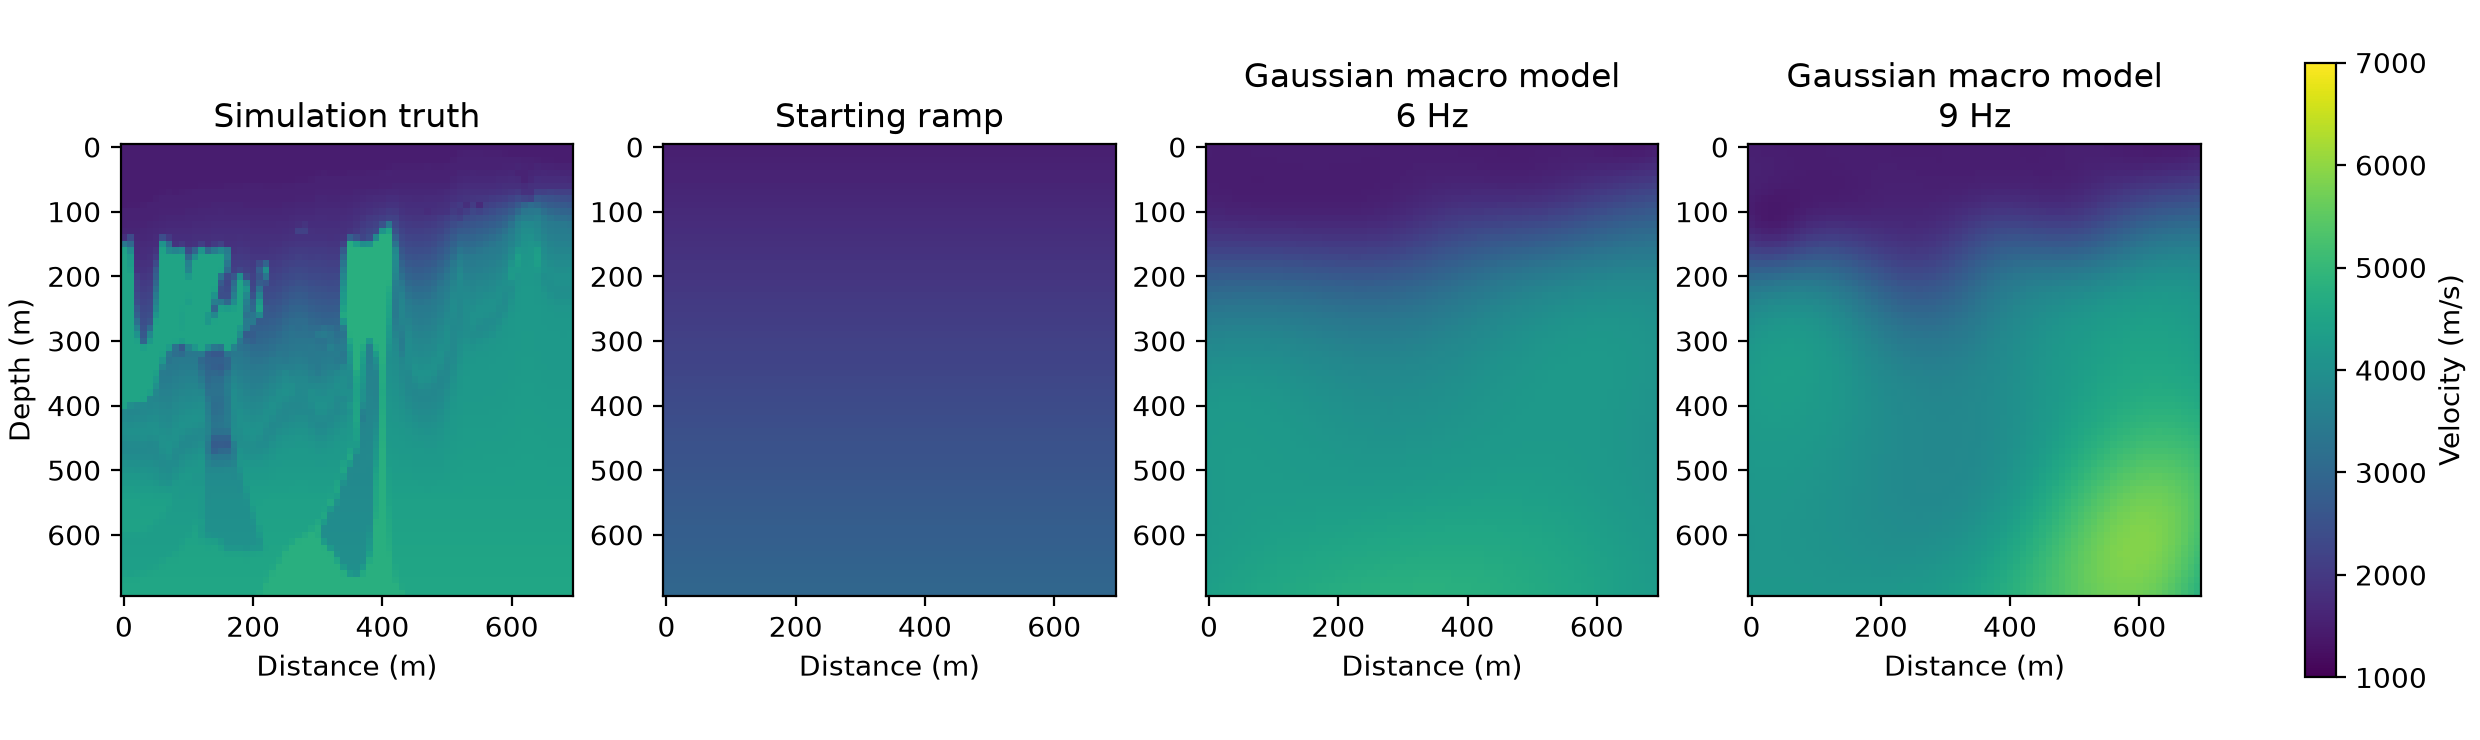 Simulation truth
Starting ramp
Gaussian macro model
6 Hz
Gaussian macro model
9 Hz
Depth (m)
0
100
200
300
400
500
600
0 200 400 600
Distance (m)
0
100
200
300
400
500
600
0 200 400 600
Distance (m)
0
100
200
300
400
500
600
0 200 400 600
Distance (m)
0
100
200
300
400
500
600
0 200 400 600
Distance (m)
7000
6000
5000
4000
3000
2000
1000
Velocity (m/s)